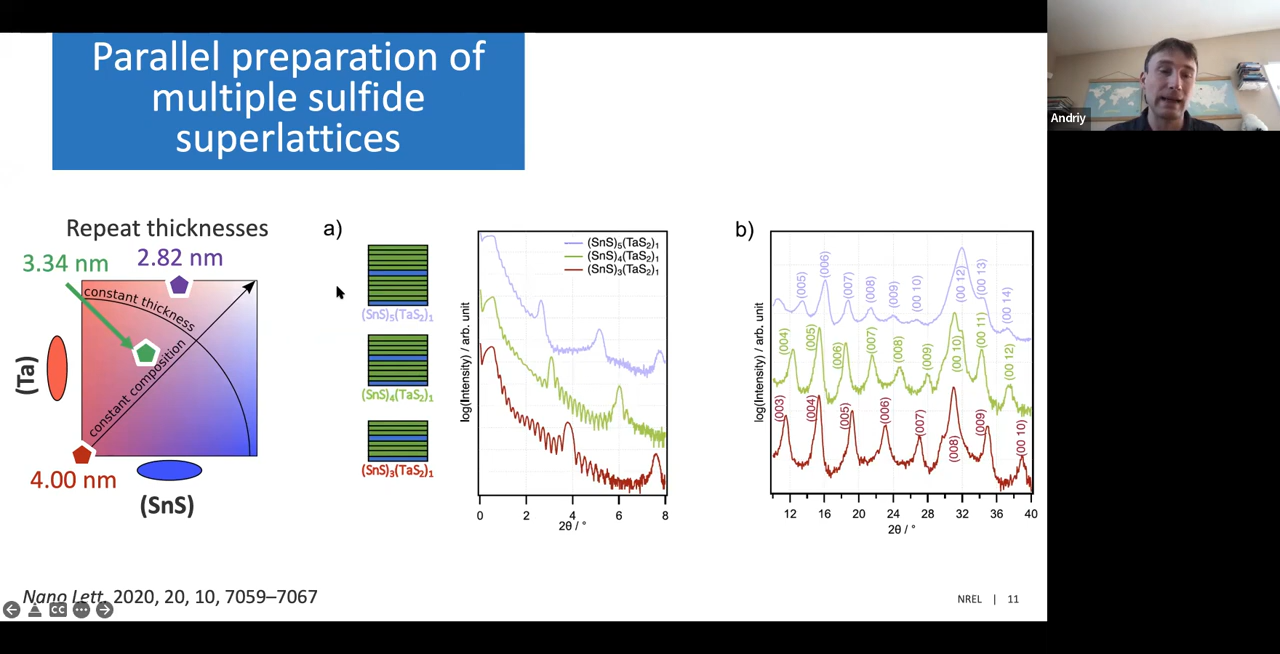 Parallel preparation of
multiple sulfide
superlattices
Andriy
Repeat thicknesses
3.34 nm
2.82 nm
constant thickness
constant composition
(Ta)
4.00 nm
(SnS)
a)
(SnS)₅(TaS₂)₁
(SnS)₄(TaS₂)₁
(SnS)₃(TaS₂)₁
log(Intensity) / arb. unit
(SnS)₅(TaS₂)₁
(SnS)₄(TaS₂)₁
(SnS)₃(TaS₂)₁
0 2 4 6 8
2θ / °
b)
log(Intensity) / arb. unit
(005) (006) (007) (008) (009) (00 10) (00 12) (00 13) (00 14)
(004) (005) (006) (007) (008) (009) (00 10) (00 11) (00 12)
(003) (004) (005) (006) (007) (008) (009) (00 10)
12 16 20 24 28 32 36 40
2θ / °
Nano Lett. 2020, 20, 10, 7059–7067
CC
NREL | 11